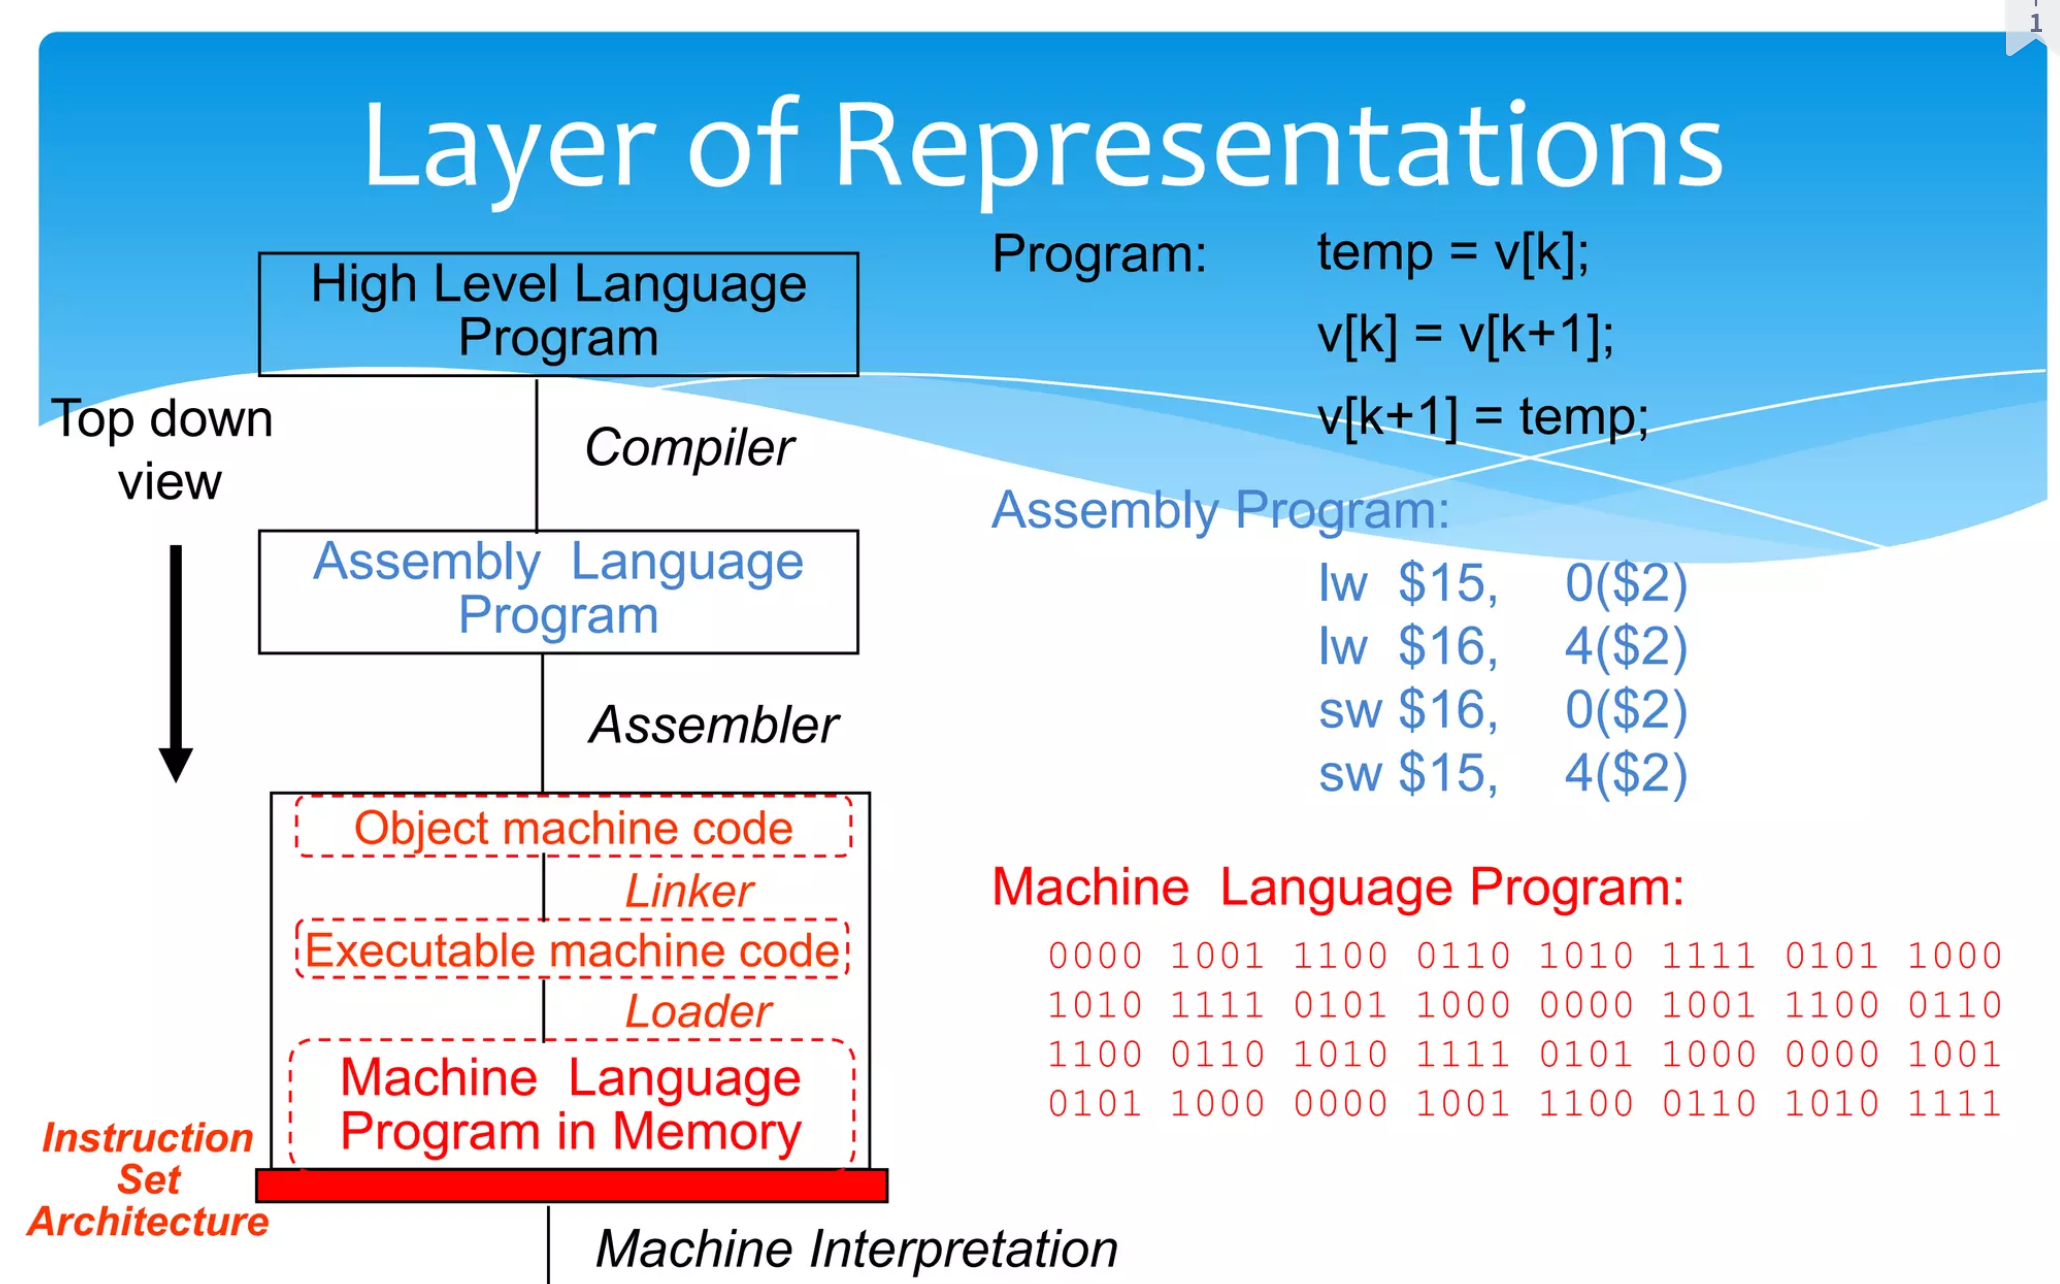 1
Layer of Representations
High Level Language
Program
Compiler
Top down
view
Assembly Language
Program
Assembler
Object machine code
Linker
Executable machine code
Loader
Machine Language
Program in Memory
Instruction
Set
Architecture
Machine Interpretation
Program: temp = v[k];
v[k] = v[k+1];
v[k+1] = temp;
Assembly Program:
lw $15, 0($2)
lw $16, 4($2)
sw $16, 0($2)
sw $15, 4($2)
Machine Language Program:
0000 1001 1100 0110 1010 1111 0101 1000
1010 1111 0101 1000 0000 1001 1100 0110
1100 0110 1010 1111 0101 1000 0000 1001
0101 1000 0000 1001 1100 0110 1010 1111